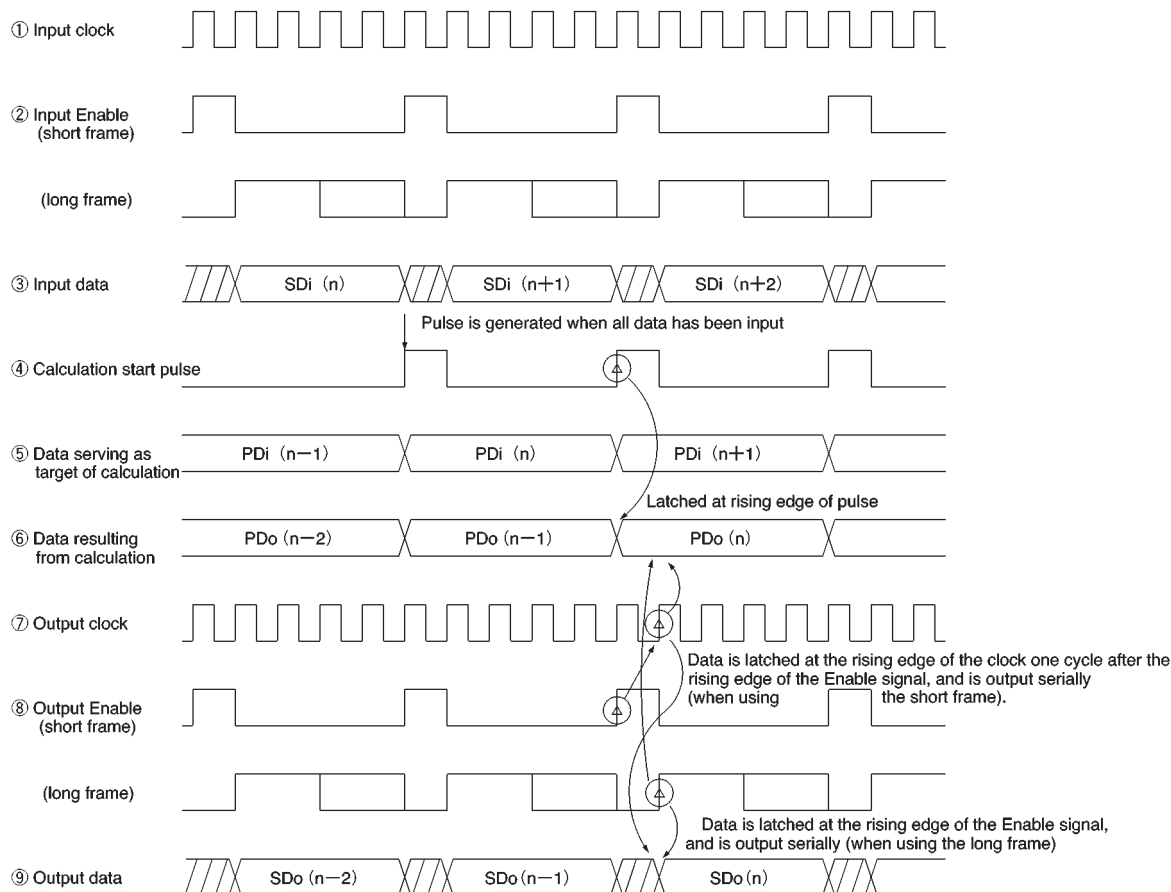 ① Input clock
② Input Enable
(short frame)
(long frame)
③ Input data
SDi (n)
SDi (n+1)
SDi (n+2)
Pulse is generated when all data has been input
④ Calculation start pulse
⑤ Data serving as
target of calculation
PDi (n−1)
PDi (n)
PDi (n+1)
Latched at rising edge of pulse
⑥ Data resulting
from calculation
PDo (n−2)
PDo (n−1)
PDo (n)
⑦ Output clock
Data is latched at the rising edge of the clock one cycle after the
rising edge of the Enable signal, and is output serially
(when using the short frame).
⑧ Output Enable
(short frame)
(long frame)
Data is latched at the rising edge of the Enable signal,
and is output serially (when using the long frame)
⑨ Output data
SDo (n−2)
SDo (n−1)
SDo (n)